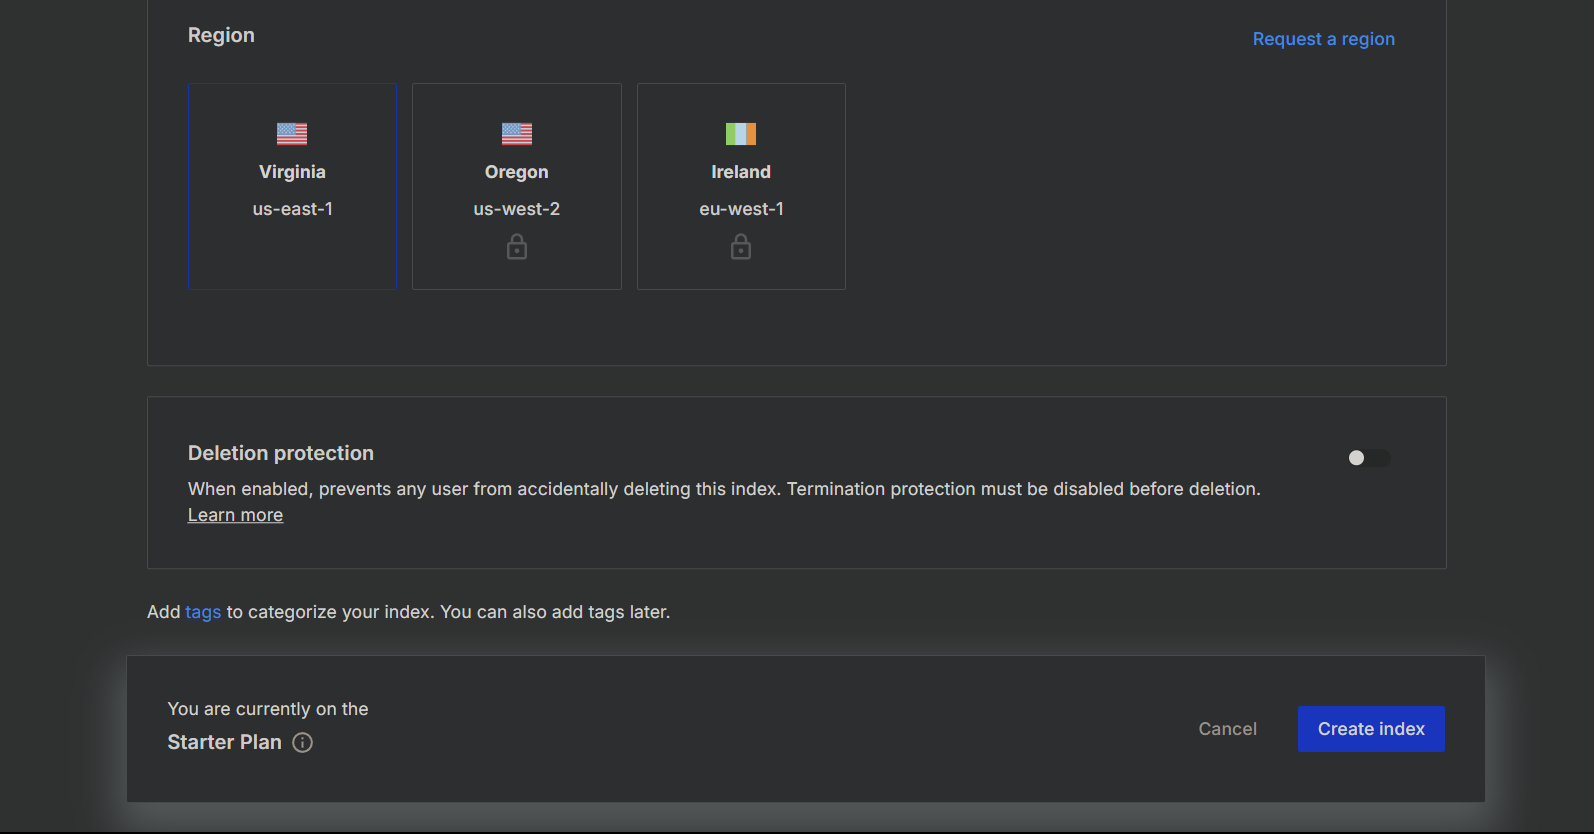 Region
Request a region
Virginia
us-east-1
Oregon
us-west-2
Ireland
eu-west-1
Deletion protection
When enabled, prevents any user from accidentally deleting this index. Termination protection must be disabled before deletion.
Learn more
Add tags to categorize your index. You can also add tags later.
You are currently on the
Starter Plan
Cancel
Create index